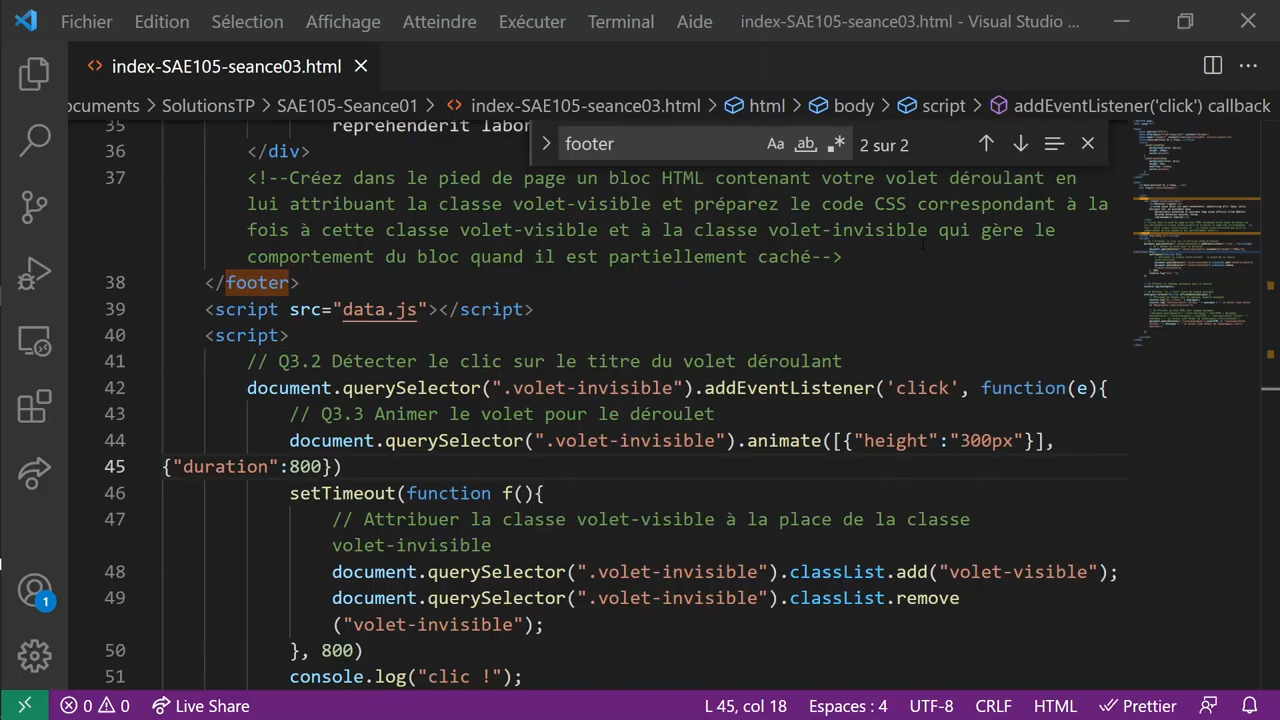 Fichier Edition Sélection Affichage Atteindre Exécuter Terminal Aide index-SAE105-seance03.html - Visual Studio ...
<> index-SAE105-seance03.html
ocuments > SolutionsTP > SAE105-Seance01 > <> index-SAE105-seance03.html > html > body > script > addEventListener('click') callback
35 reprehenderit labor
footer Aa ab 2 sur 2
36 </div>
37 <!--Créez dans le pied de page un bloc HTML contenant votre volet déroulant en
lui attribuant la classe volet-visible et préparez le code CSS correspondant à la
fois à cette classe volet-visible et à la classe volet-invisible qui gère le
comportement du bloc quand il est partiellement caché-->
38 </footer>
39 <script src="data.js"></script>
40 <script>
41 // Q3.2 Détecter le clic sur le titre du volet déroulant
42 document.querySelector(".volet-invisible").addEventListener('click', function(e){
43 // Q3.3 Animer le volet pour le déroulet
44 document.querySelector(".volet-invisible").animate([{"height":"300px"}],
45 {"duration":800})
46 setTimeout(function f(){
47 // Attribuer la classe volet-visible à la place de la classe
volet-invisible
48 document.querySelector(".volet-invisible").classList.add("volet-visible");
49 document.querySelector(".volet-invisible").classList.remove
("volet-invisible");
50 }, 800)
51 console.log("clic !");
1
0 0 Live Share L 45, col 18 Espaces : 4 UTF-8 CRLF HTML Prettier